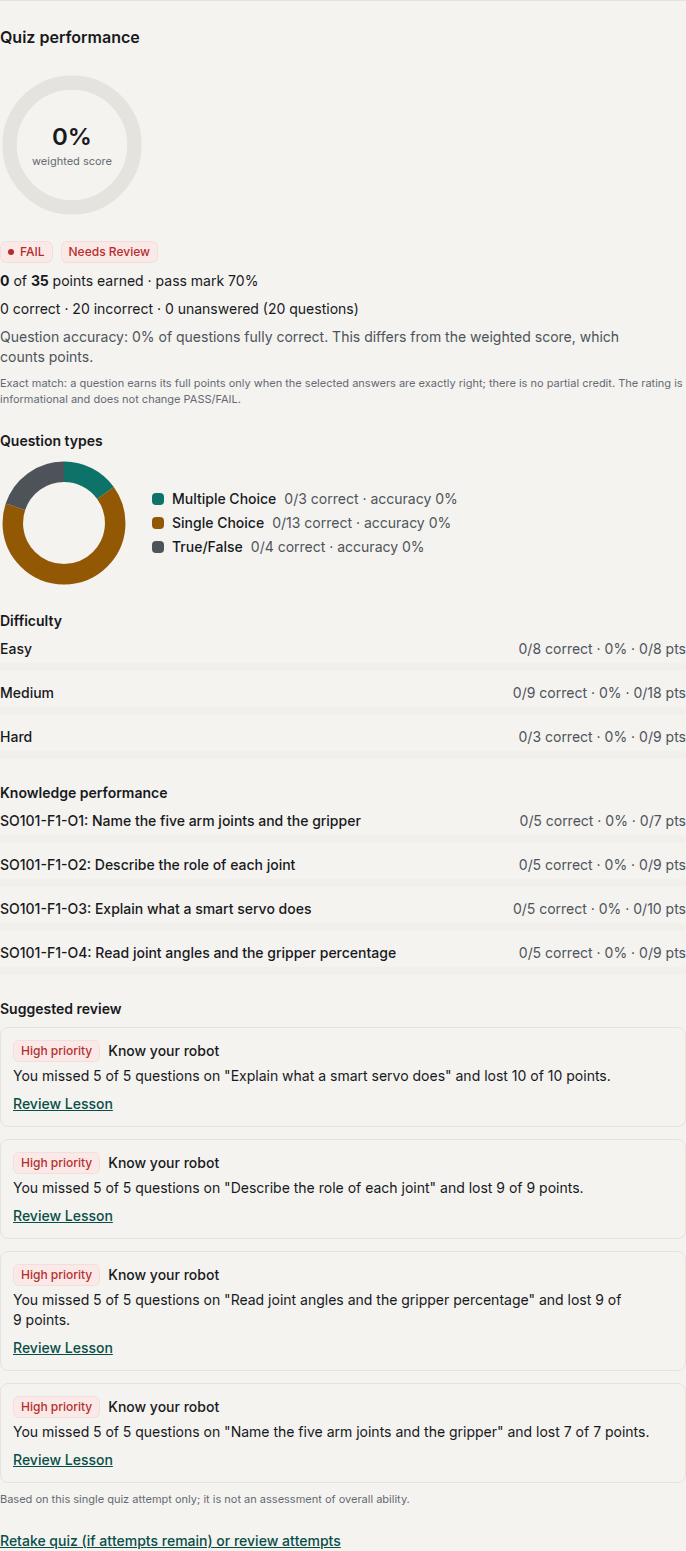 Quiz performance
0%
weighted score
FAIL Needs Review
0 of 35 points earned · pass mark 70%
0 correct · 20 incorrect · 0 unanswered (20 questions)
Question accuracy: 0% of questions fully correct. This differs from the weighted score, which
counts points.
Exact match: a question earns its full points only when the selected answers are exactly right; there is no partial credit. The rating is
informational and does not change PASS/FAIL.
Question types
Multiple Choice 0/3 correct · accuracy 0%
Single Choice 0/13 correct · accuracy 0%
True/False 0/4 correct · accuracy 0%
Difficulty
Easy 0/8 correct · 0% · 0/8 pts
Medium 0/9 correct · 0% · 0/18 pts
Hard 0/3 correct · 0% · 0/9 pts
Knowledge performance
SO101-F1-O1: Name the five arm joints and the gripper 0/5 correct · 0% · 0/7 pts
SO101-F1-O2: Describe the role of each joint 0/5 correct · 0% · 0/9 pts
SO101-F1-O3: Explain what a smart servo does 0/5 correct · 0% · 0/10 pts
SO101-F1-O4: Read joint angles and the gripper percentage 0/5 correct · 0% · 0/9 pts
Suggested review
High priority Know your robot
You missed 5 of 5 questions on "Explain what a smart servo does" and lost 10 of 10 points.
Review Lesson
High priority Know your robot
You missed 5 of 5 questions on "Describe the role of each joint" and lost 9 of 9 points.
Review Lesson
High priority Know your robot
You missed 5 of 5 questions on "Read joint angles and the gripper percentage" and lost 9 of
9 points.
Review Lesson
High priority Know your robot
You missed 5 of 5 questions on "Name the five arm joints and the gripper" and lost 7 of 7 points.
Review Lesson
Based on this single quiz attempt only; it is not an assessment of overall ability.
Retake quiz (if attempts remain) or review attempts